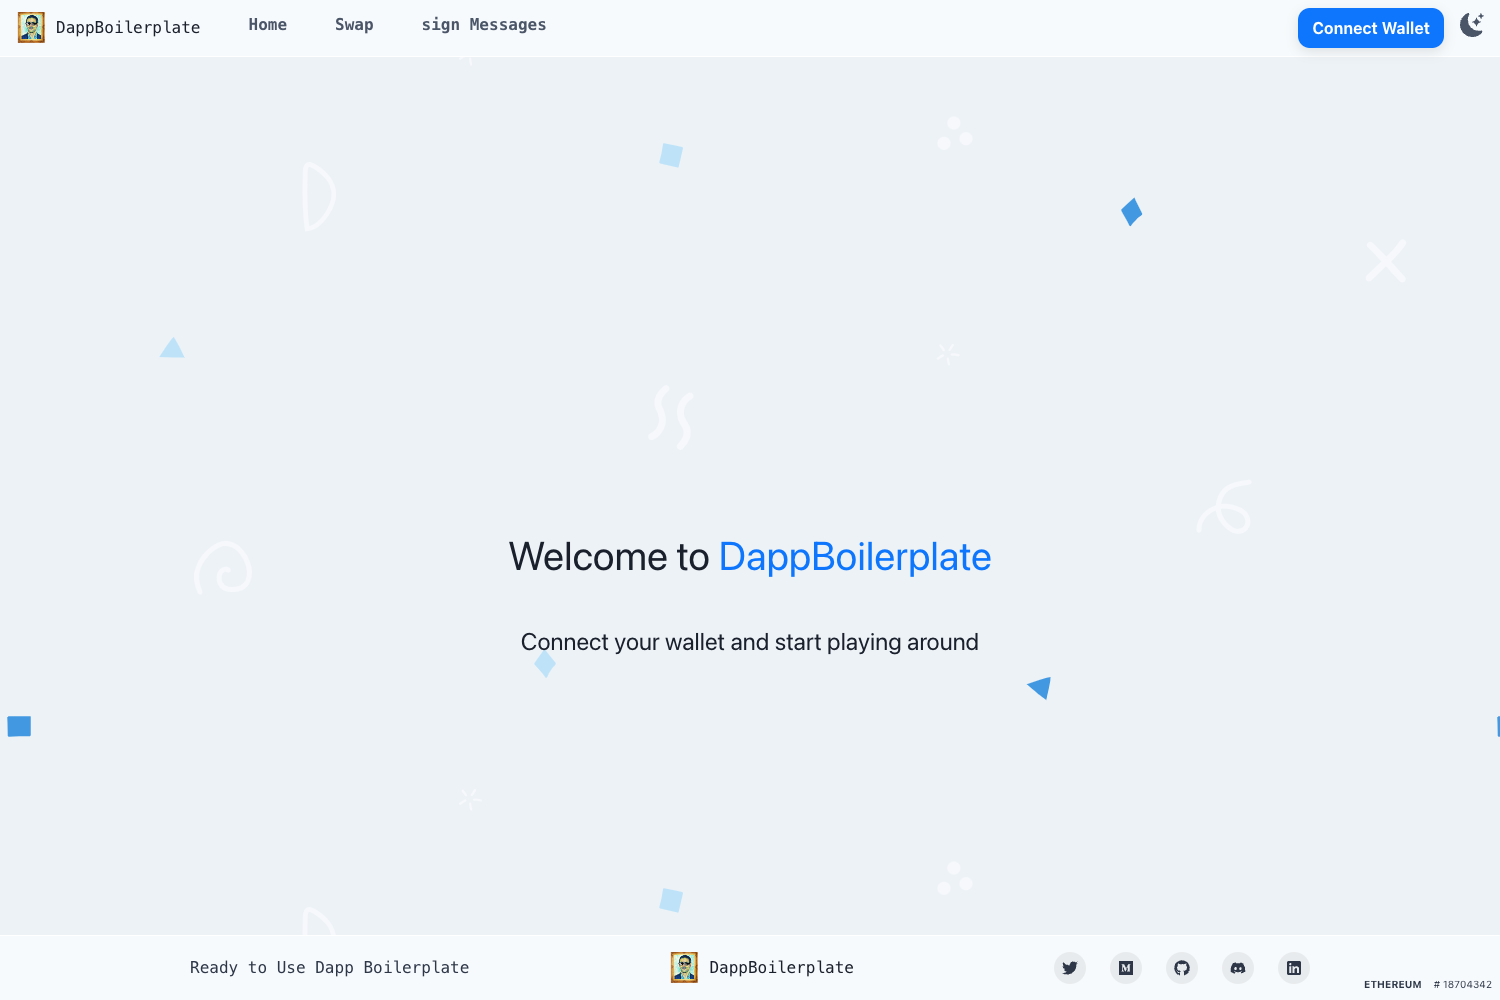 DappBoilerplate
Home
Swap
sign Messages
Connect Wallet
Welcome to DappBoilerplate
Connect your wallet and start playing around
Ready to Use Dapp Boilerplate
DappBoilerplate
ETHEREUM # 18704342